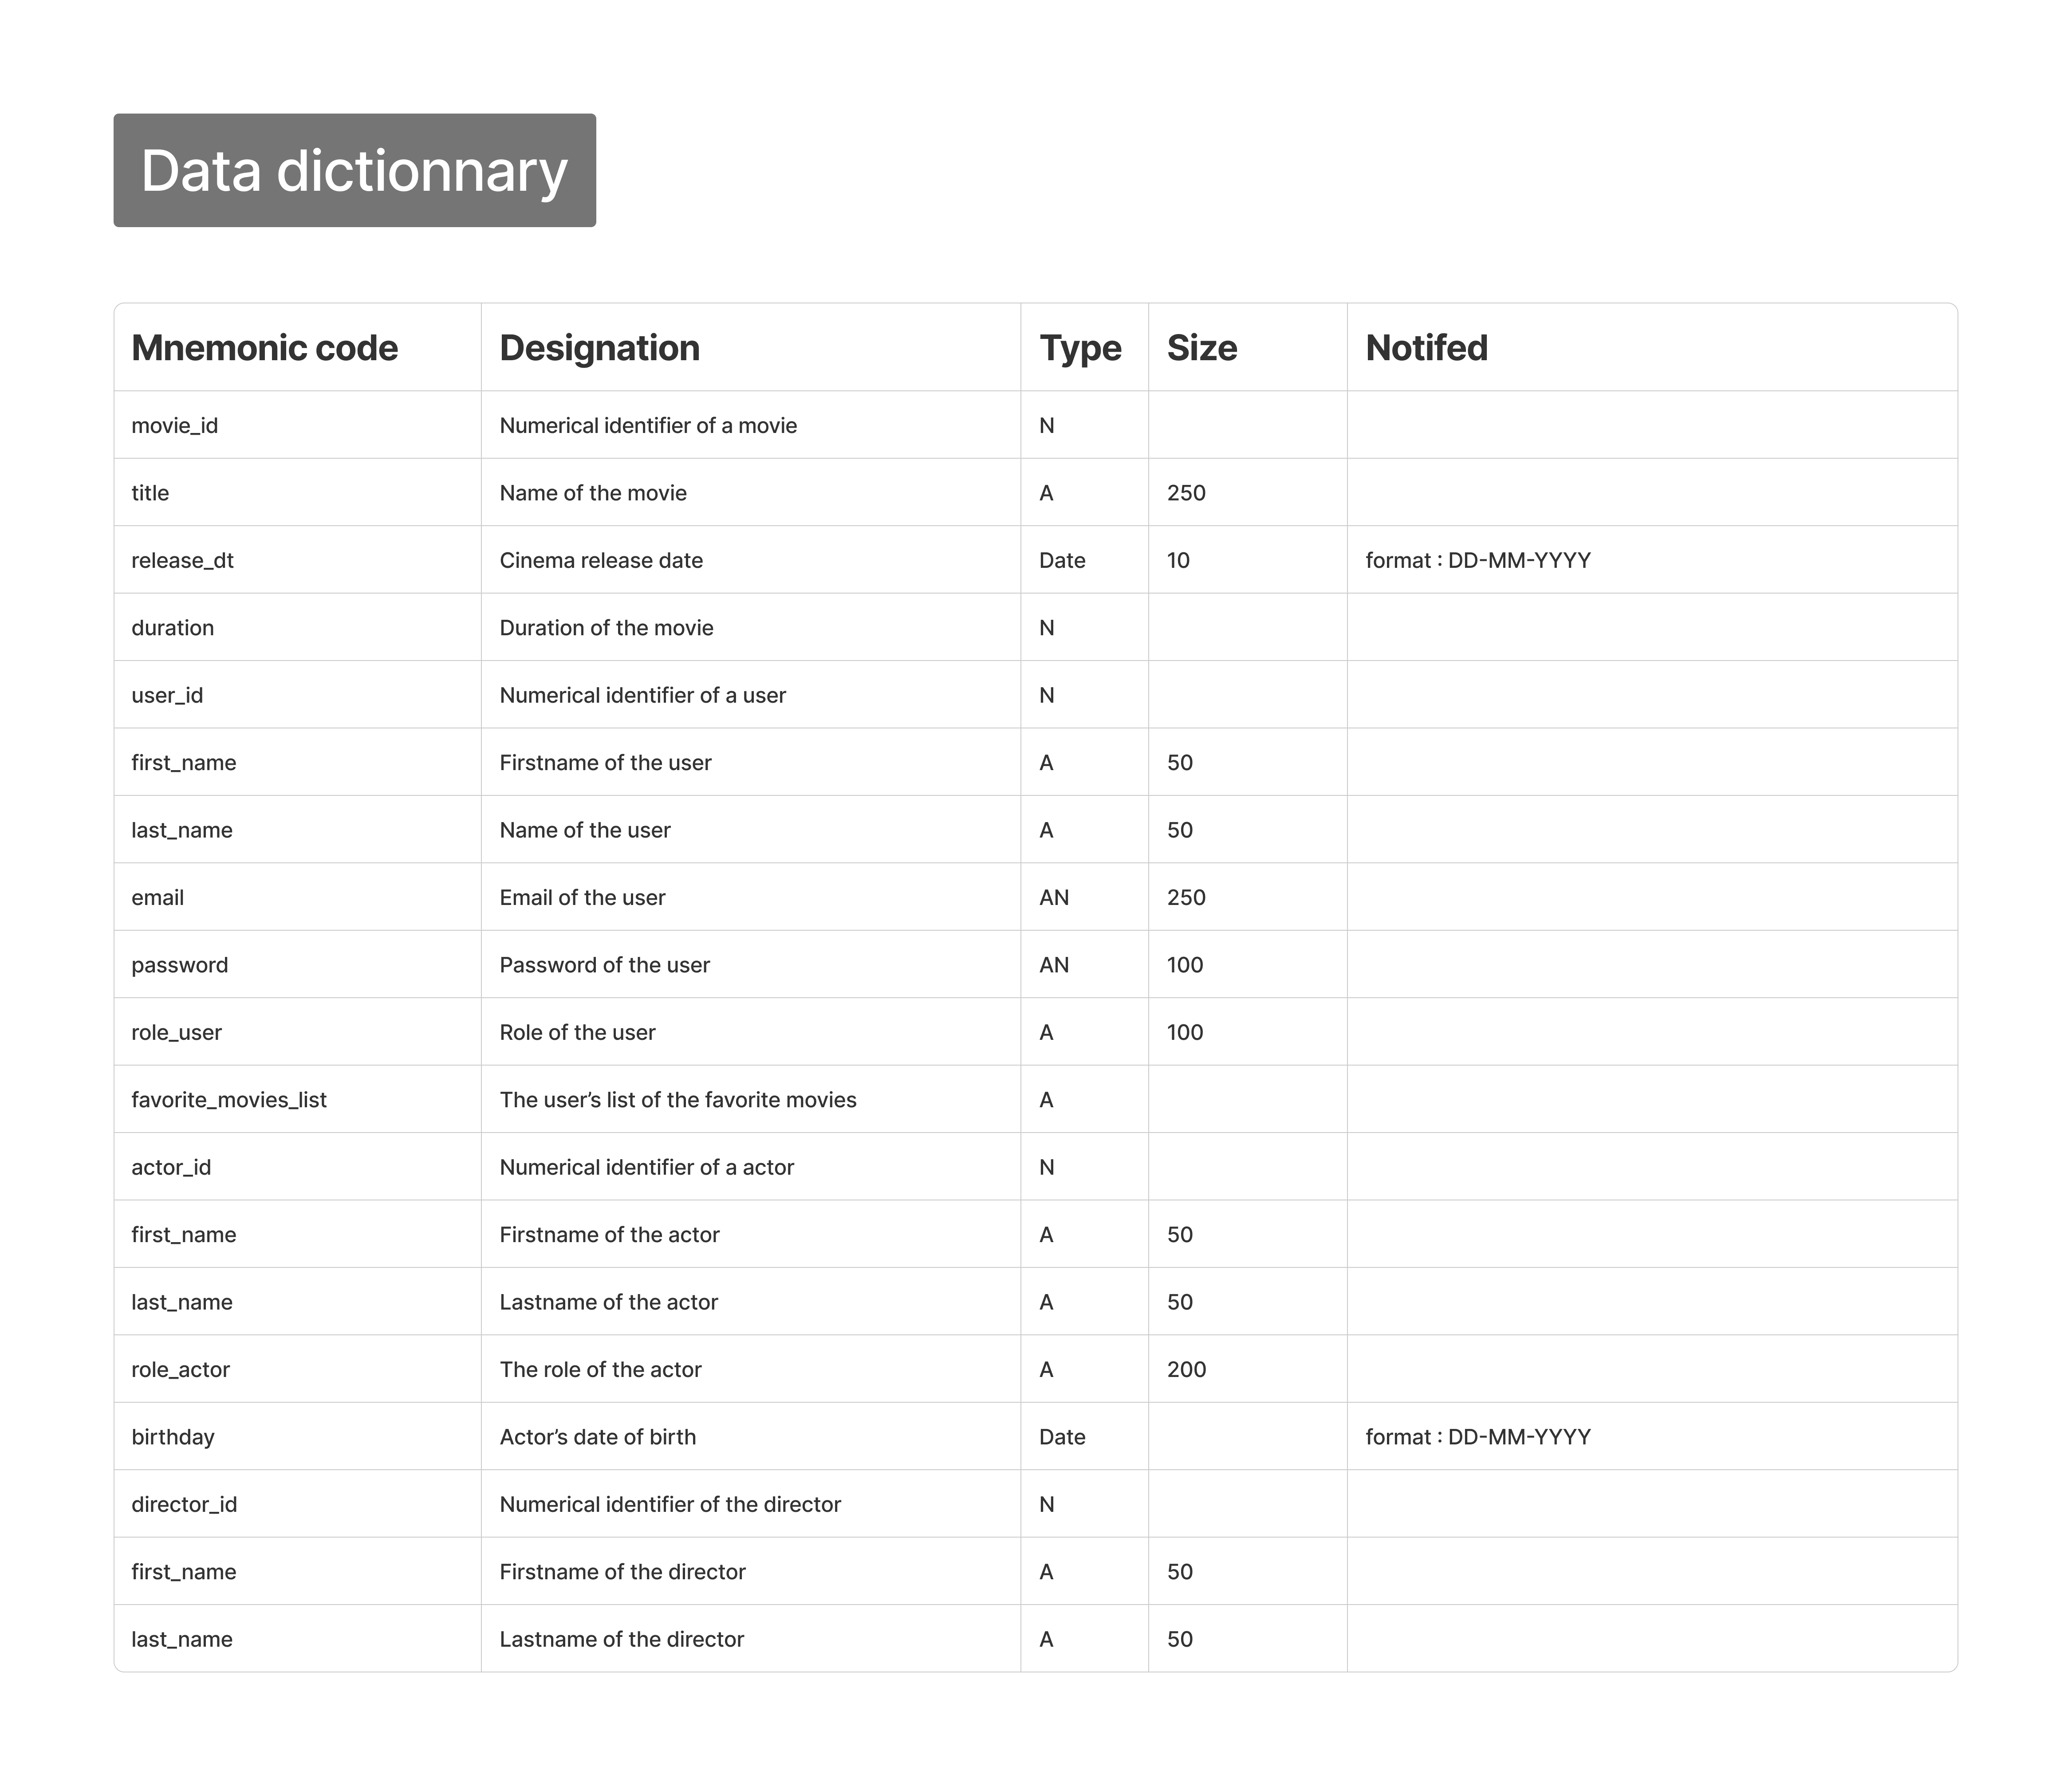 Data dictionnary
Mnemonic code Designation Type Size Notifed
movie_id Numerical identifier of a movie N
title Name of the movie A 250
release_dt Cinema release date Date 10 format : DD-MM-YYYY
duration Duration of the movie N
user_id Numerical identifier of a user N
first_name Firstname of the user A 50
last_name Name of the user A 50
email Email of the user AN 250
password Password of the user AN 100
role_user Role of the user A 100
favorite_movies_list The user’s list of the favorite movies A
actor_id Numerical identifier of a actor N
first_name Firstname of the actor A 50
last_name Lastname of the actor A 50
role_actor The role of the actor A 200
birthday Actor’s date of birth Date format : DD-MM-YYYY
director_id Numerical identifier of the director N
first_name Firstname of the director A 50
last_name Lastname of the director A 50